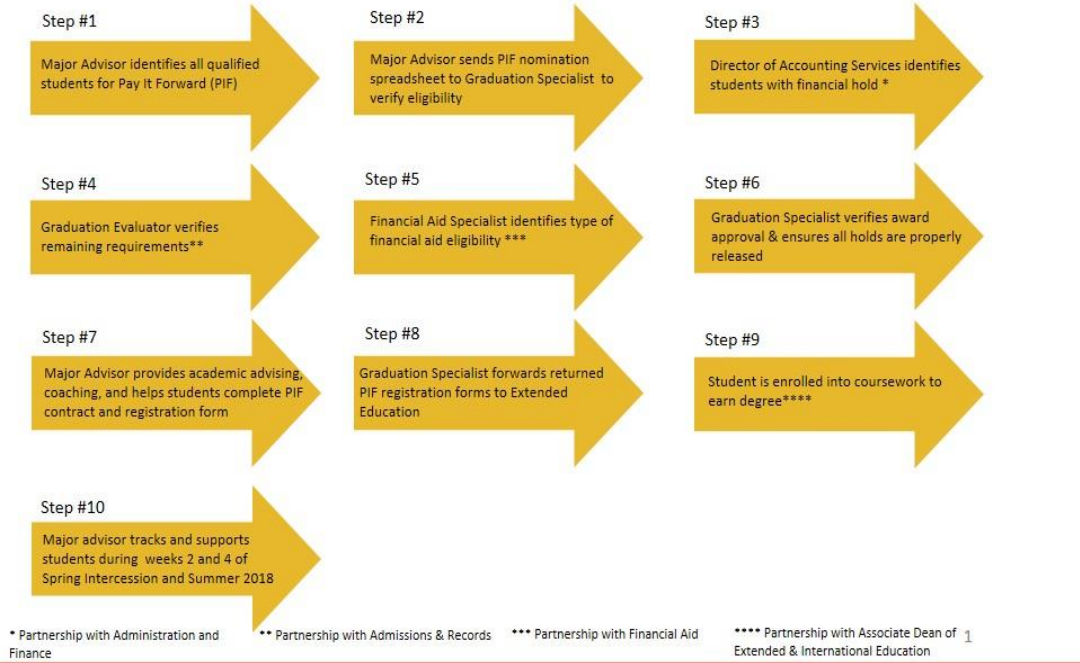 Step #1
Major Advisor identifies all qualified
students for Pay It Forward (PIF)
Step #2
Major Advisor sends PIF nomination
spreadsheet to Graduation Specialist to
verify eligibility
Step #3
Director of Accounting Services identifies
students with financial hold *
Step #4
Graduation Evaluator verifies
remaining requirements**
Step #5
Financial Aid Specialist identifies type of
financial aid eligibility ***
Step #6
Graduation Specialist verifies award
approval & ensures all holds are properly
released
Step #7
Major Advisor provides academic advising,
coaching, and helps students complete PIF
contract and registration form
Step #8
Graduation Specialist forwards returned
PIF registration forms to Extended
Education
Step #9
Student is enrolled into coursework to
earn degree****
Step #10
Major advisor tracks and supports
students during weeks 2 and 4 of
Spring Intercession and Summer 2018
* Partnership with Administration and
Finance
** Partnership with Admissions & Records
*** Partnership with Financial Aid
**** Partnership with Associate Dean of
Extended & International Education
1